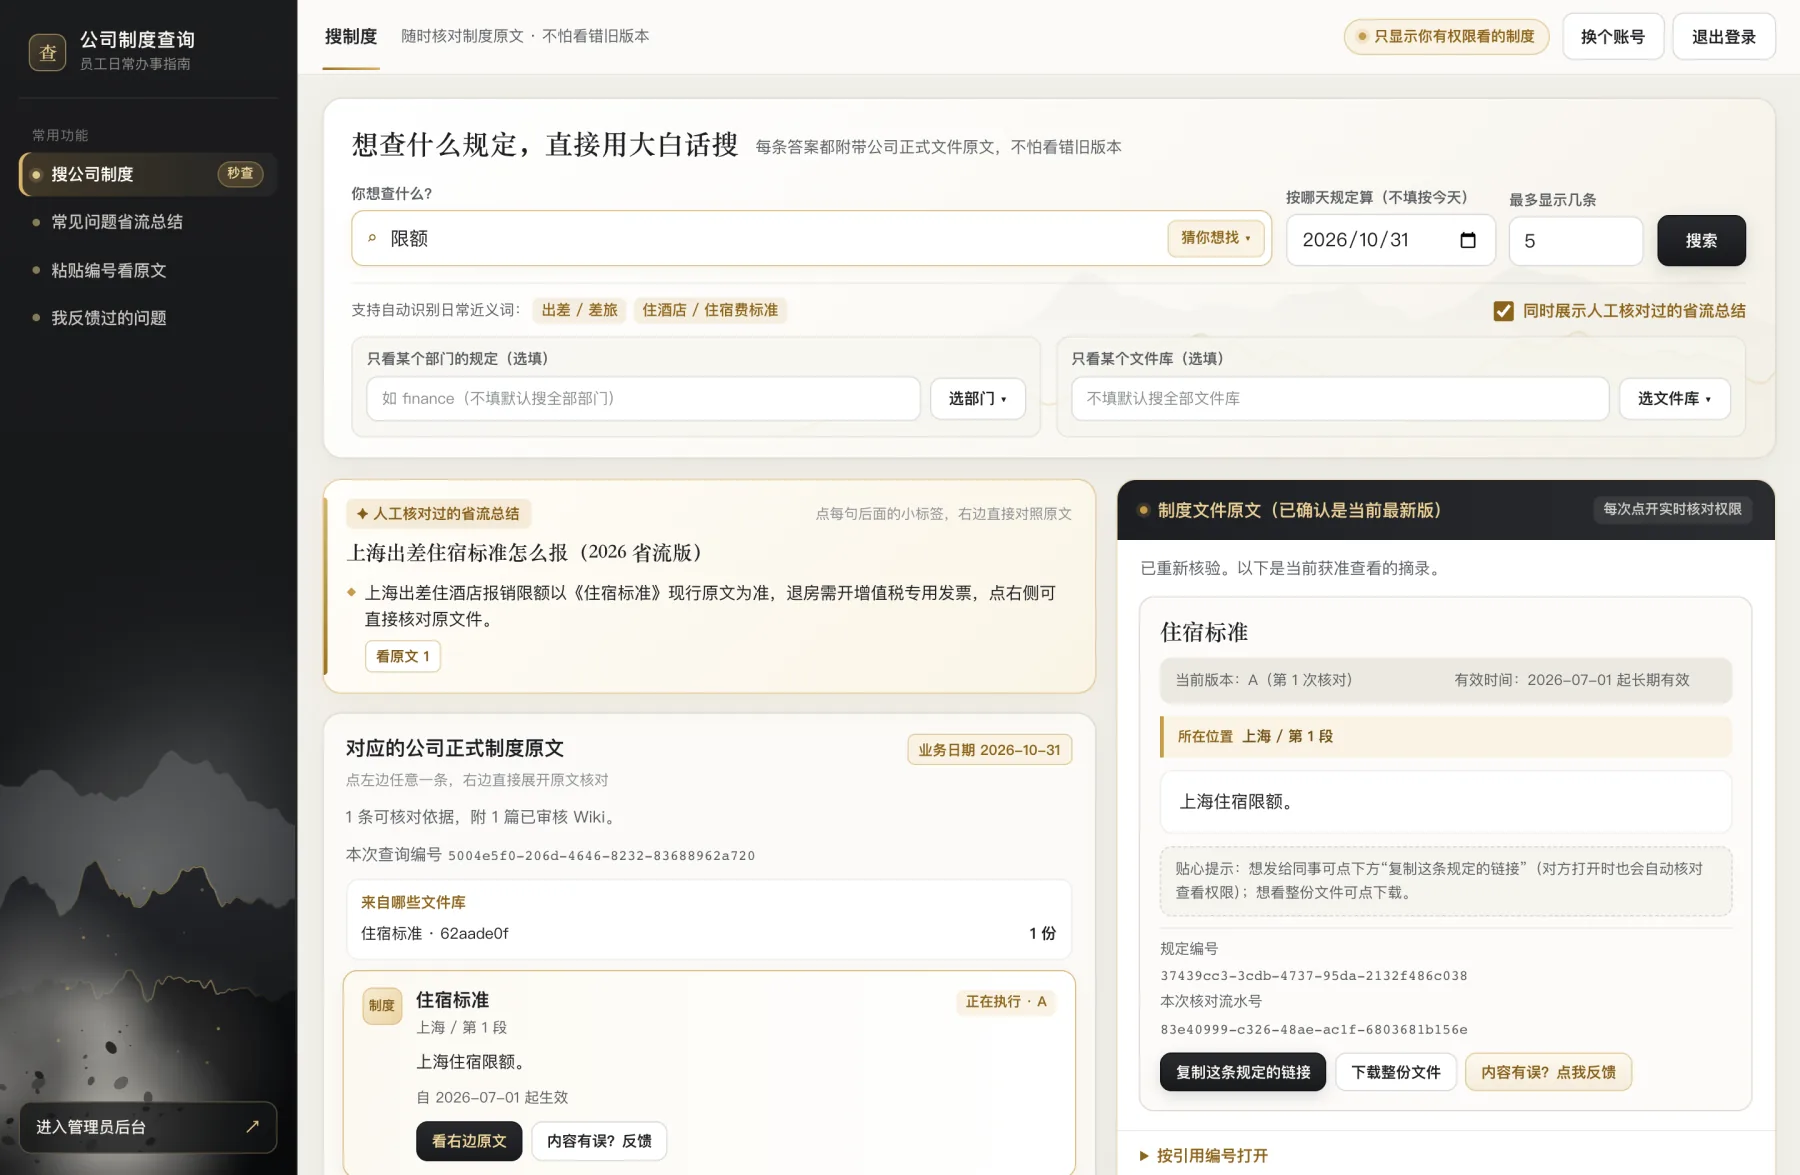 查
公司制度查询
员工日常办事指南
常用功能
搜公司制度
秒查
常见问题省流总结
粘贴编号看原文
我反馈过的问题
进入管理员后台
搜制度
随时核对制度原文 · 不怕看错旧版本
只显示你有权限看的制度
换个账号
退出登录
想查什么规定，直接用大白话搜
每条答案都附带公司正式文件原文，不怕看错旧版本
你想查什么?
限额
猜你想找
按哪天规定算（不填按今天）
2026/10/31
最多显示几条
5
搜索
支持自动识别日常近义词：
出差 / 差旅
住酒店 / 住宿费标准
同时展示人工核对过的省流总结
只看某个部门的规定（选填）
如 finance（不填默认搜全部部门）
选部门
只看某个文件库（选填）
不填默认搜全部文件库
选文件库
人工核对过的省流总结
点每句后面的小标签，右边直接对照原文
上海出差住宿标准怎么报（2026 省流版）
上海出差住酒店报销限额以《住宿标准》现行原文为准，退房需开增值税专用发票，点右侧可
直接核对原文件。
看原文 1
对应的公司正式制度原文
业务日期 2026-10-31
点左边任意一条，右边直接展开原文核对
1 条可核对依据，附 1 篇已审核 Wiki。
本次查询编号 5004e5f0-206d-4646-8232-83688962a720
来自哪些文件库
住宿标准 · 62aade0f
1 份
制度
住宿标准
正在执行 · A
上海 / 第 1 段
上海住宿限额。
自 2026-07-01 起生效
看右边原文
内容有误？反馈
制度文件原文（已确认是当前最新版）
每次点开实时核对权限
已重新核验。以下是当前获准查看的摘录。
住宿标准
当前版本：A（第 1 次核对）
有效时间：2026-07-01 起长期有效
所在位置 上海 / 第 1 段
上海住宿限额。
贴心提示：想发给同事可点下方“复制这条规定的链接”（对方打开时也会自动核对
查看权限）；想看整份文件可点下载。
规定编号
37439cc3-3cdb-4737-95da-2132f486c038
本次核对流水号
83e40999-c326-48ae-ac1f-6803681b156e
复制这条规定的链接
下载整份文件
内容有误？点我反馈
按引用编号打开